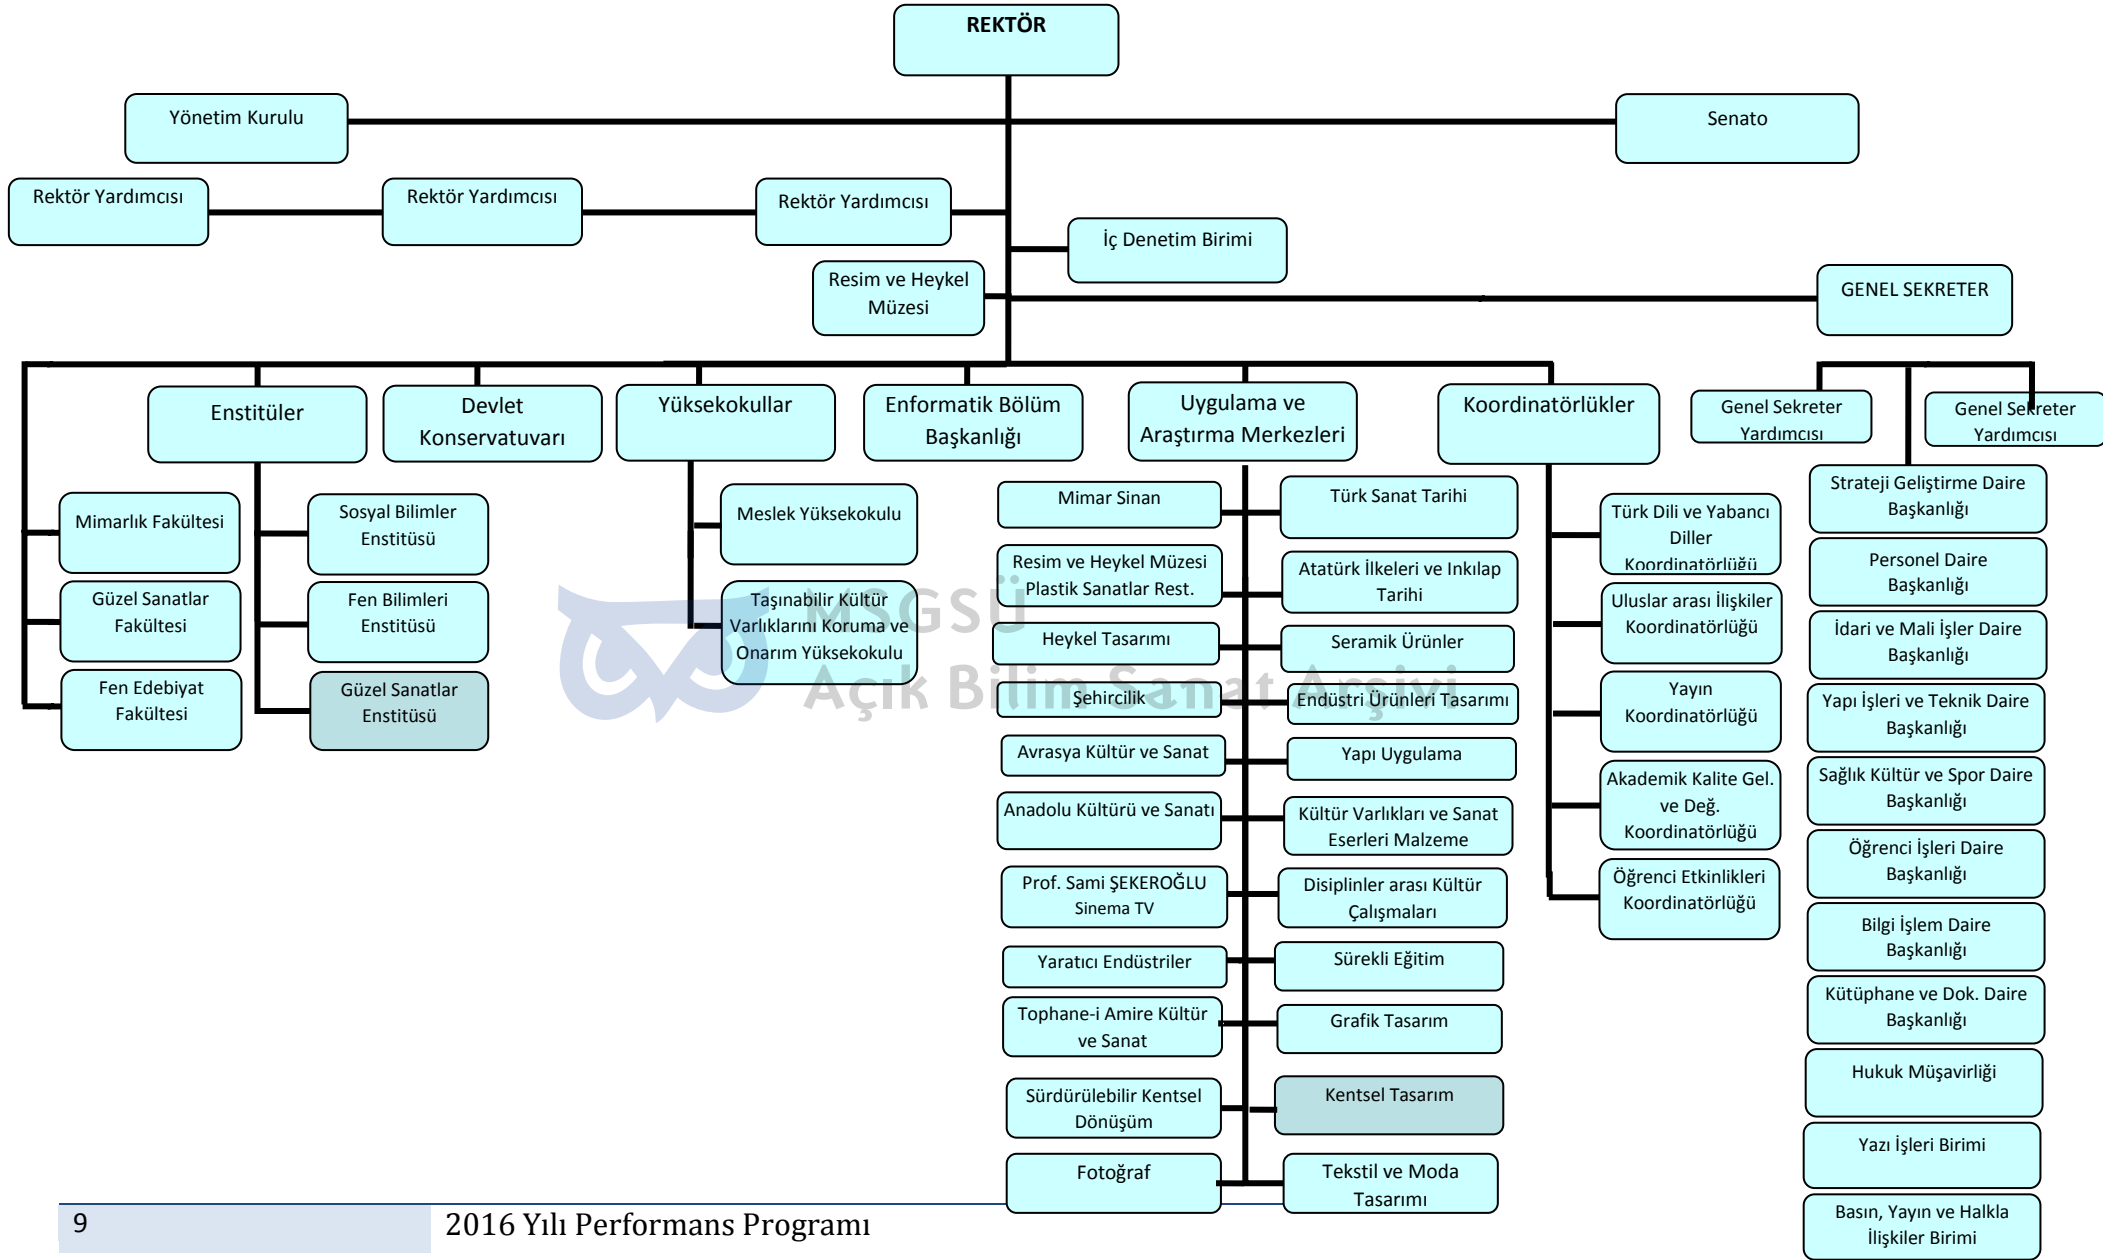 REKTÖR
Yönetim Kurulu
Senato
Rektör Yardımcısı
Rektör Yardımcısı
Rektör Yardımcısı
İç Denetim Birimi
Resim ve Heykel
Müzesi
GENEL SEKRETER
Enstitüler
Devlet
Konservatuvarı
Yüksekokullar
Enformatik Bölüm
Başkanlığı
Uygulama ve
Araştırma Merkezleri
Koordinatörlükler
Genel Sekreter
Yardımcısı
Genel Sekreter
Yardımcısı
Mimarlık Fakültesi
Güzel Sanatlar
Fakültesi
Fen Edebiyat
Fakültesi
Sosyal Bilimler
Enstitüsü
Fen Bilimleri
Enstitüsü
Güzel Sanatlar
Enstitüsü
Meslek Yüksekokulu
Taşınabilir Kültür
Varlıklarını Koruma ve
Onarım Yüksekokulu
Mimar Sinan
Türk Sanat Tarihi
Resim ve Heykel Müzesi
Plastik Sanatlar Rest.
Atatürk İlkeleri ve Inkılap
Tarihi
Heykel Tasarımı
Seramik Ürünler
Şehircilik
Endüstri Ürünleri Tasarımı
Avrasya Kültür ve Sanat
Yapı Uygulama
Anadolu Kültürü ve Sanatı
Kültür Varlıkları ve Sanat
Eserleri Malzeme
Prof. Sami ŞEKEROĞLU
Sinema TV
Disiplinler arası Kültür
Çalışmaları
Yaratıcı Endüstriler
Sürekli Eğitim
Tophane-i Amire Kültür
ve Sanat
Grafik Tasarım
Sürdürülebilir Kentsel
Dönüşüm
Kentsel Tasarım
Fotoğraf
Tekstil ve Moda
Tasarımı
Türk Dili ve Yabancı
Diller
Koordinatörlüğü
Uluslar arası İlişkiler
Koordinatörlüğü
Yayın
Koordinatörlüğü
Akademik Kalite Gel.
ve Değ.
Koordinatörlüğü
Öğrenci Etkinlikleri
Koordinatörlüğü
Strateji Geliştirme Daire
Başkanlığı
Personel Daire
Başkanlığı
İdari ve Mali İşler Daire
Başkanlığı
Yapı İşleri ve Teknik Daire
Başkanlığı
Sağlık Kültür ve Spor Daire
Başkanlığı
Öğrenci İşleri Daire
Başkanlığı
Bilgi İşlem Daire
Başkanlığı
Kütüphane ve Dok. Daire
Başkanlığı
Hukuk Müşavirliği
Yazı İşleri Birimi
Basın, Yayın ve Halkla
İlişkiler Birimi
MSGSÜ
Açık Bilim Sanat Arşivi
9
2016 Yılı Performans Programı